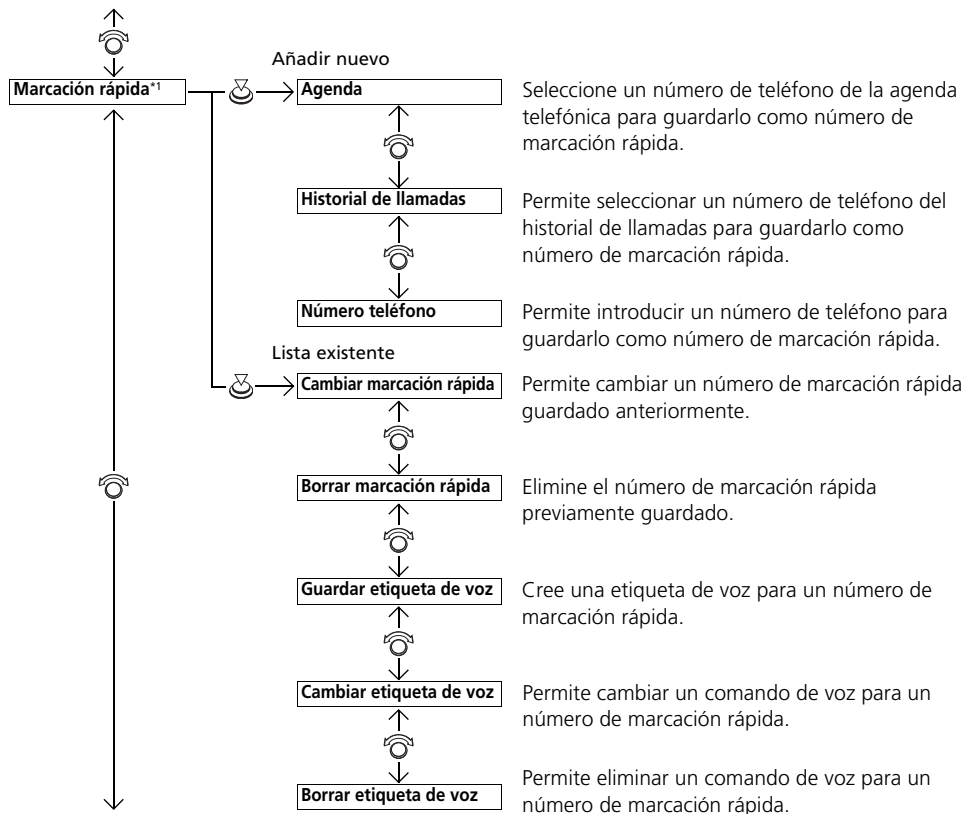 Añadir nuevo
Marcación rápida*1
Agenda
Seleccione un número de teléfono de la agenda
telefónica para guardarlo como número de
marcación rápida.
Historial de llamadas
Permite seleccionar un número de teléfono del
historial de llamadas para guardarlo como
número de marcación rápida.
Número teléfono
Permite introducir un número de teléfono para
guardarlo como número de marcación rápida.
Lista existente
Cambiar marcación rápida
Permite cambiar un número de marcación rápida
guardado anteriormente.
Borrar marcación rápida
Elimine el número de marcación rápida
previamente guardado.
Guardar etiqueta de voz
Cree una etiqueta de voz para un número de
marcación rápida.
Cambiar etiqueta de voz
Permite cambiar un comando de voz para un
número de marcación rápida.
Borrar etiqueta de voz
Permite eliminar un comando de voz para un
número de marcación rápida.